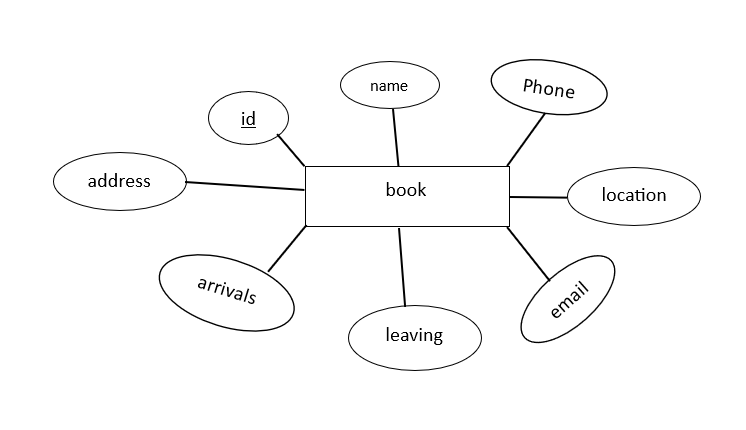 name
Phone
id
address
book
location
arrivals
email
leaving